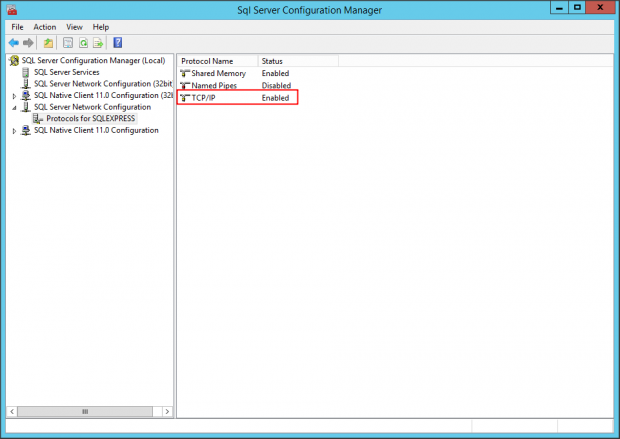 Sql Server Configuration Manager
File Action View Help
SQL Server Configuration Manager (Local)
SQL Server Services
SQL Server Network Configuration (32bit
SQL Native Client 11.0 Configuration (32b
SQL Server Network Configuration
Protocols for SQLEXPRESS
SQL Native Client 11.0 Configuration
Protocol Name Status
Shared Memory Enabled
Named Pipes Disabled
TCP/IP Enabled